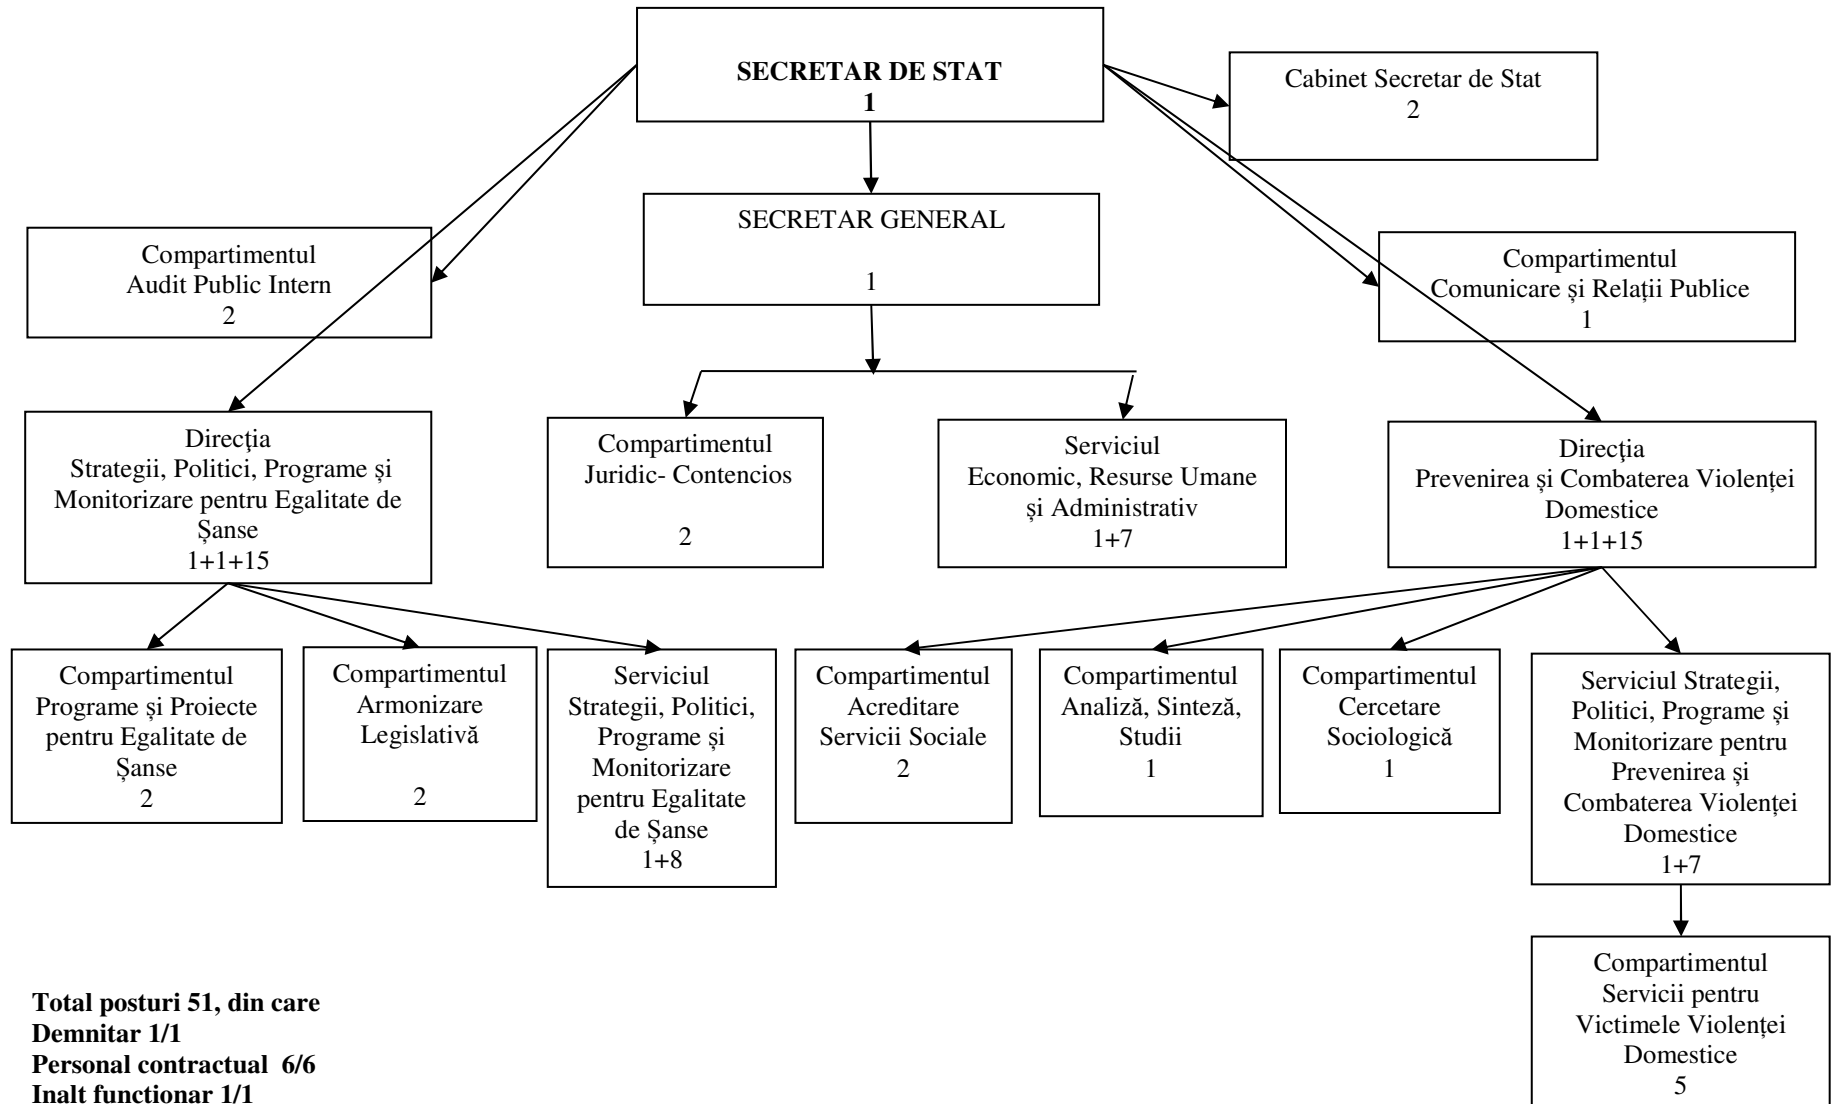 SECRETAR DE STAT
1
Cabinet Secretar de Stat
2
SECRETAR GENERAL
1
Compartimentul
Audit Public Intern
2
Compartimentul
Comunicare și Relații Publice
1
Direcţia
Strategii, Politici, Programe și
Monitorizare pentru Egalitate de
Șanse
1+1+15
Compartimentul
Juridic- Contencios
2
Serviciul
Economic, Resurse Umane
și Administrativ
1+7
Direcţia
Prevenirea și Combaterea Violenței
Domestice
1+1+15
Compartimentul
Programe și Proiecte
pentru Egalitate de
Șanse
2
Compartimentul
Armonizare
Legislativă
2
Serviciul
Strategii, Politici,
Programe și
Monitorizare
pentru Egalitate
de Șanse
1+8
Compartimentul
Acreditare
Servicii Sociale
2
Compartimentul
Analiză, Sinteză,
Studii
1
Compartimentul
Cercetare
Sociologică
1
Serviciul Strategii,
Politici, Programe și
Monitorizare pentru
Prevenirea și
Combaterea Violenței
Domestice
1+7
Compartimentul
Servicii pentru
Victimele Violenței
Domestice
5
Total posturi 51, din care
Demnitar 1/1
Personal contractual 6/6
Inalt functionar 1/1